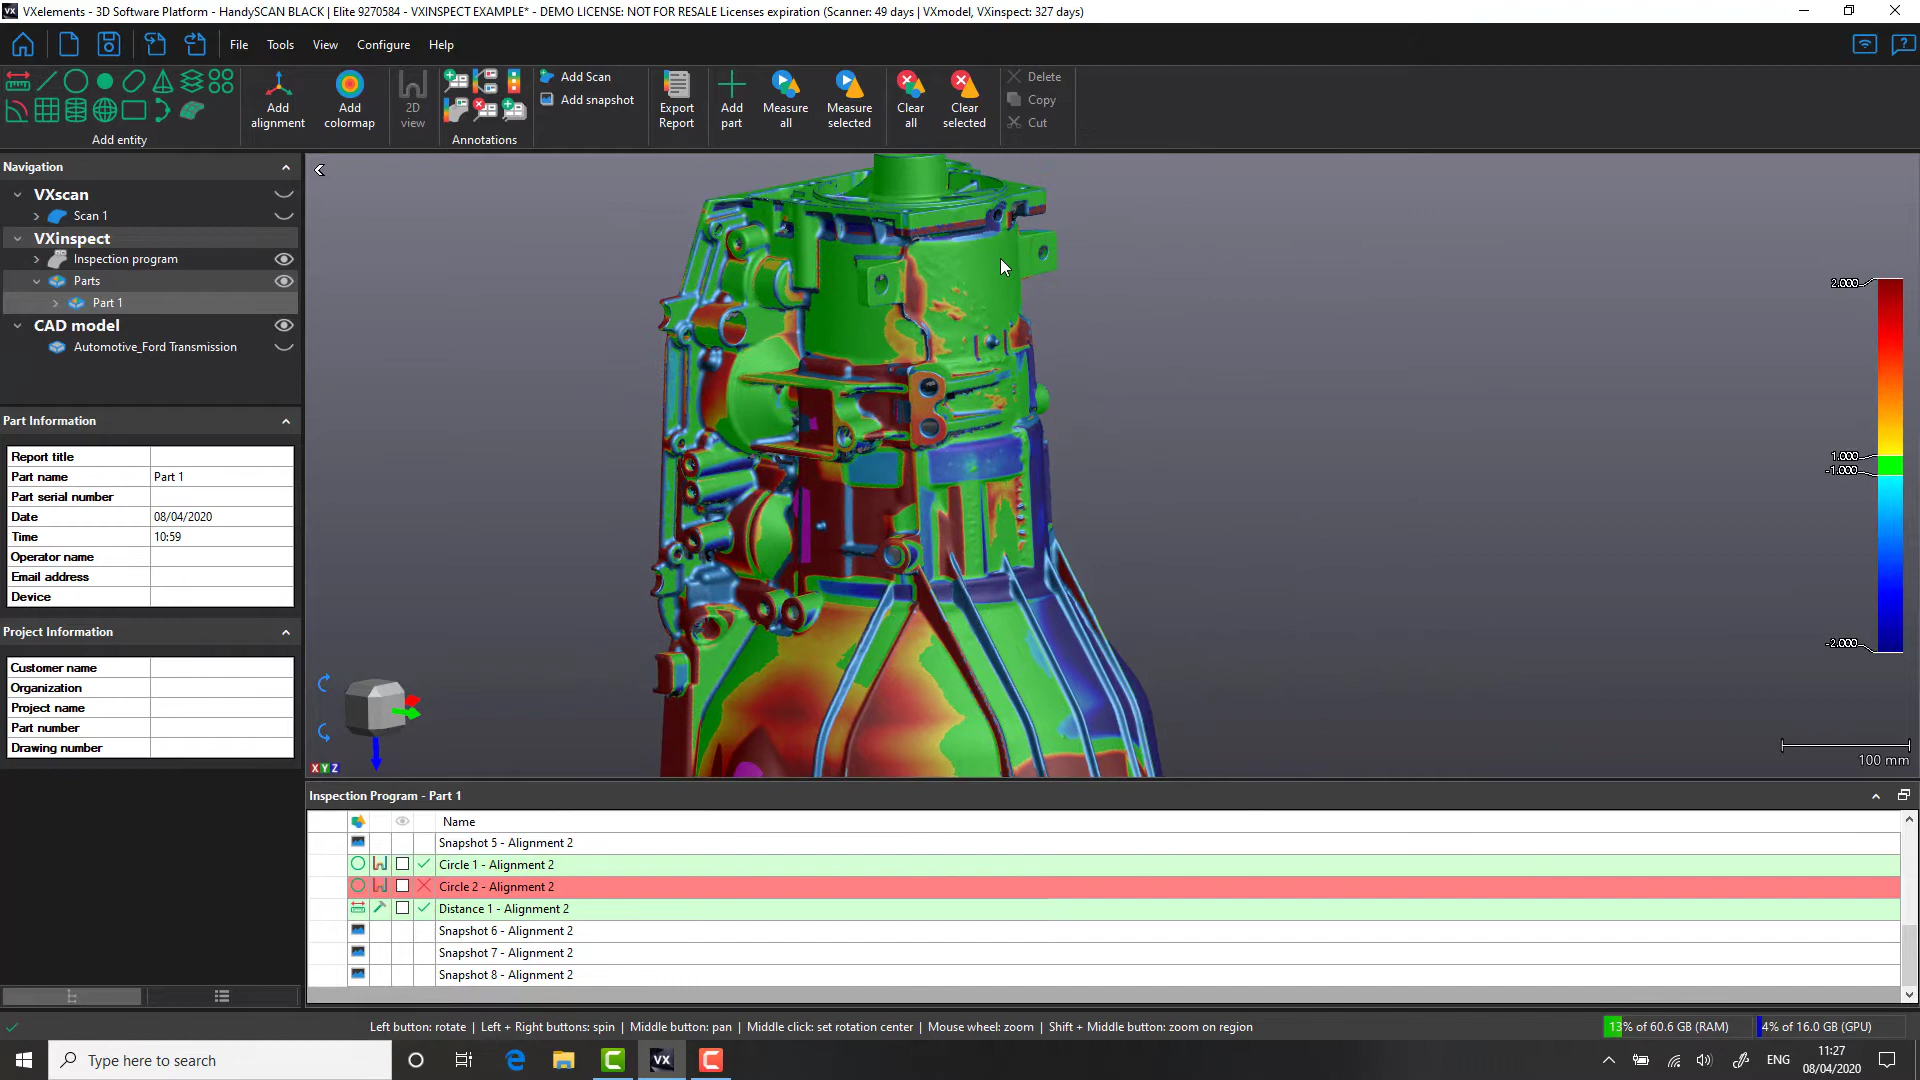 VXelements - 3D Software Platform - HandySCAN BLACK | Elite 9270584 - VXINSPECT EXAMPLE* - DEMO LICENSE: NOT FOR RESALE Licenses expiration (Scanner: 49 days | VXmodel, VXinspect: 327 days)
File Tools View Configure Help
Add entity
Add alignment
Add colormap
2D view
Annotations
Add Scan
Add snapshot
Export Report
Add part
Measure all
Measure selected
Clear all
Clear selected
Delete
Copy
Cut
Navigation
VXscan
Scan 1
VXinspect
Inspection program
Parts
Part 1
CAD model
Automotive_Ford Transmission
Part Information
Report title
Part name Part 1
Part serial number
Date 08/04/2020
Time 10:59
Operator name
Email address
Device
Project Information
Customer name
Organization
Project name
Part number
Drawing number
2.000
1.000
-1.000
-2.000
100 mm
X Y Z
Inspection Program - Part 1
Name
Snapshot 5 - Alignment 2
Circle 1 - Alignment 2
Circle 2 - Alignment 2
Distance 1 - Alignment 2
Snapshot 6 - Alignment 2
Snapshot 7 - Alignment 2
Snapshot 8 - Alignment 2
Left button: rotate | Left + Right buttons: spin | Middle button: pan | Middle click: set rotation center | Mouse wheel: zoom | Shift + Middle button: zoom on region
13% of 60.6 GB (RAM) 4% of 16.0 GB (GPU)
Type here to search
VX
ENG
11:27
08/04/2020